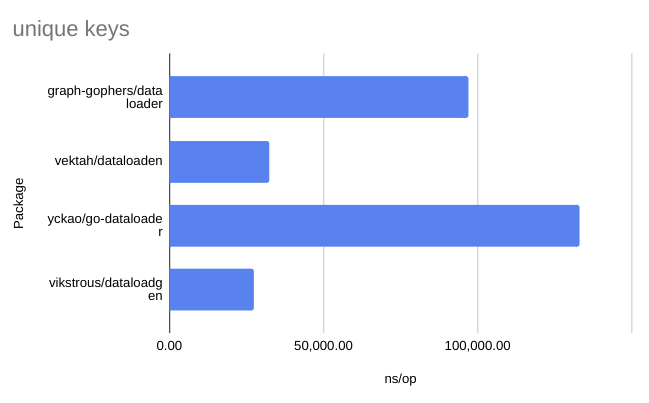 unique keys
graph-gophers/data
loader
vektah/dataloaden
yckao/go-dataloade
r
vikstrous/dataloadg
en
Package
0.00
50,000.00
100,000.00
ns/op